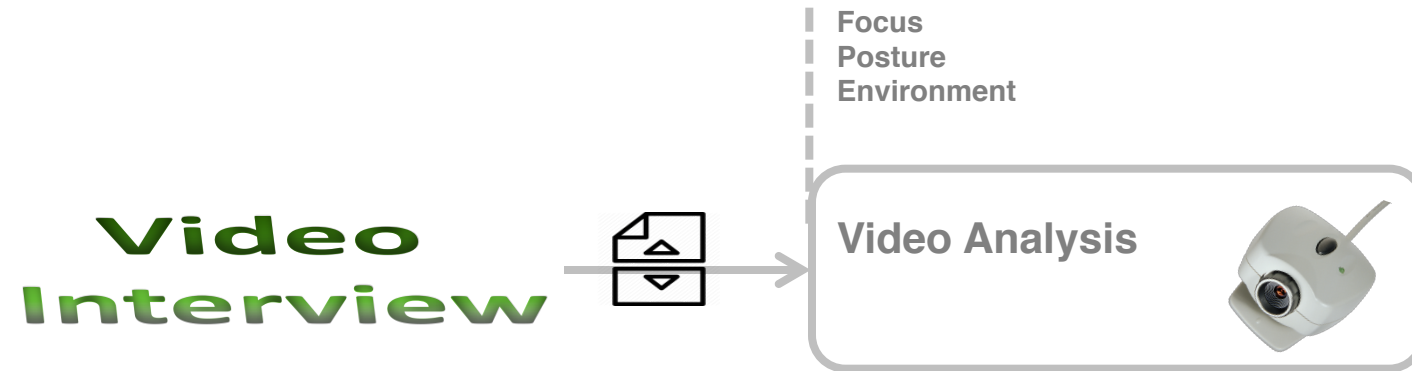 Focus
Posture
Environment
Video
Interview
Video Analysis